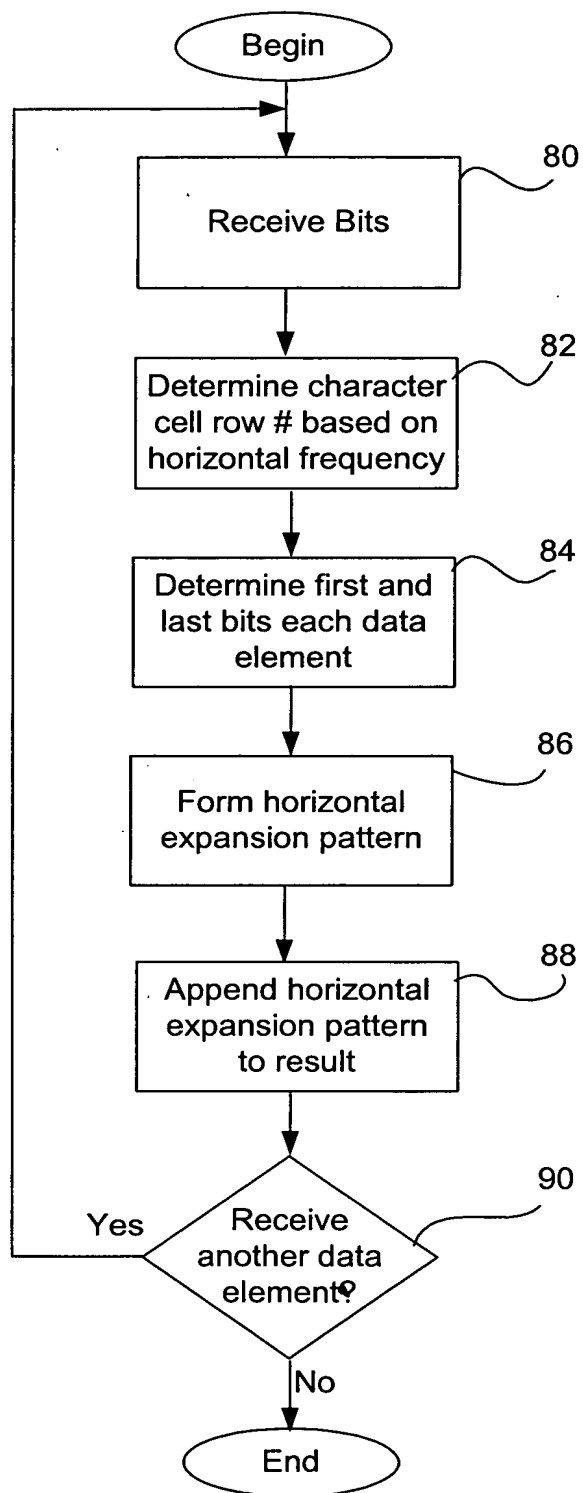 Begin
80
Receive Bits
82
Determine character
cell row # based on
horizontal frequency
84
Determine first and
last bits each data
element
86
Form horizontal
expansion pattern
88
Append horizontal
expansion pattern
to result
90
Yes
Receive
another data
element?
No
End